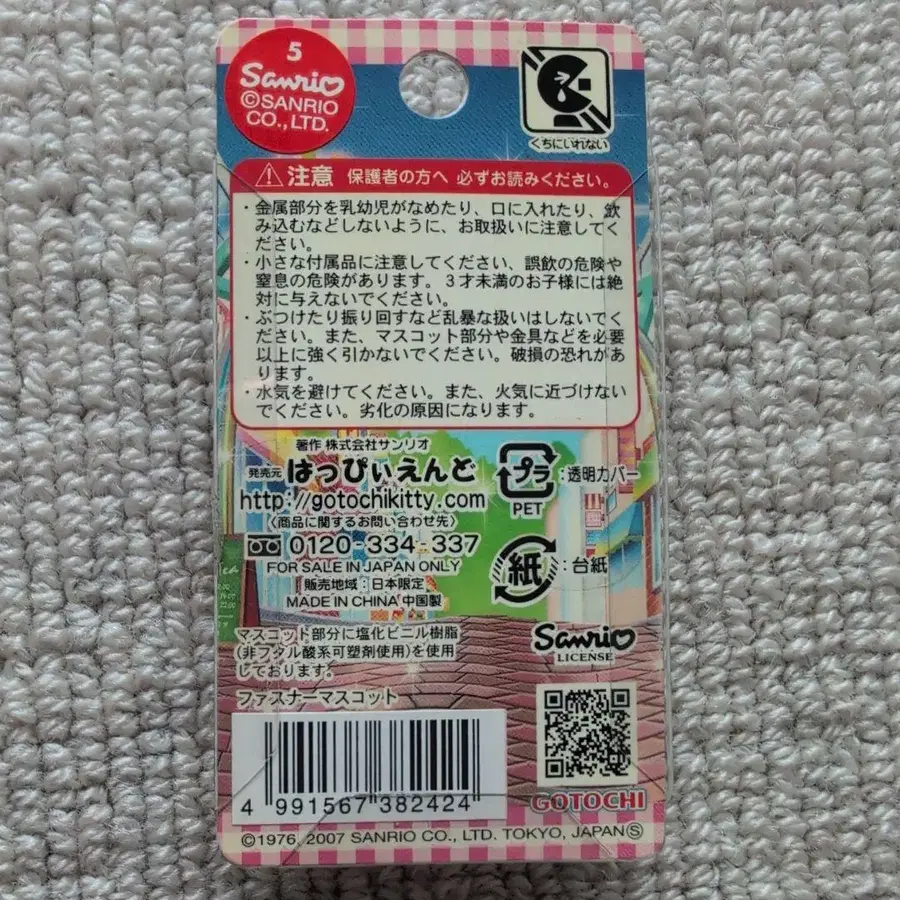 5
Sanrio
©SANRIO
CO., LTD.
くちにいれない
注意 保護者の方へ 必ずお読みください。
・金属部分を乳幼児がなめたり、口に入れたり、飲
み込むなどしないように、お取扱いに注意してく
ださい。
・小さな付属品に注意してください、誤飲の危険や
窒息の危険があります。3才未満のお子様には絶
対に与えないでください。
・ぶつけたり振り回すなど乱暴な扱いはしないでくだ
さい。また、マスコット部分や金具などを必要
以上に強く引かないでください。破損の恐れがあ
ります。
・水気を避けてください。また、火気に近づけない
でください。劣化の原因になります。
著作 株式会社サンリオ
発売元 はっぴぃえんど
http://gotochikitty.com
〈商品に関するお問い合わせ先〉
0120-334-337
FOR SALE IN JAPAN ONLY
販売地域：日本限定
MADE IN CHINA 中国製
プラ ：透明カバー
PET
紙 ：台紙
マスコット部分に塩化ビニル樹脂
(非フタル酸系可塑剤使用)を使用
しております。
ファスナーマスコット
Sanrio
LICENSE
4 991567 382424
GOTOCHI
©1976, 2007 SANRIO CO., LTD. TOKYO, JAPAN Ⓢ